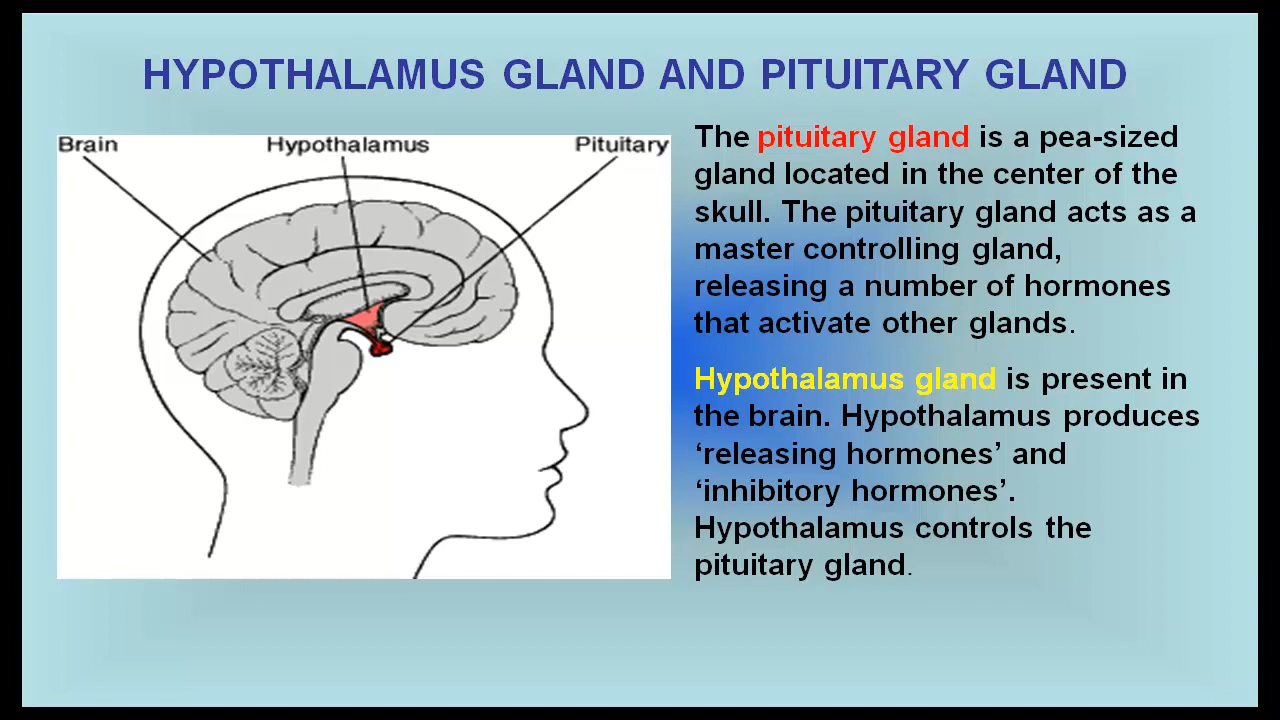 HYPOTHALAMUS GLAND AND PITUITARY GLAND
Brain Hypothalamus Pituitary
The pituitary gland is a pea-sized
gland located in the center of the
skull. The pituitary gland acts as a
master controlling gland,
releasing a number of hormones
that activate other glands.
Hypothalamus gland is present in
the brain. Hypothalamus produces
‘releasing hormones’ and
‘inhibitory hormones’.
Hypothalamus controls the
pituitary gland.